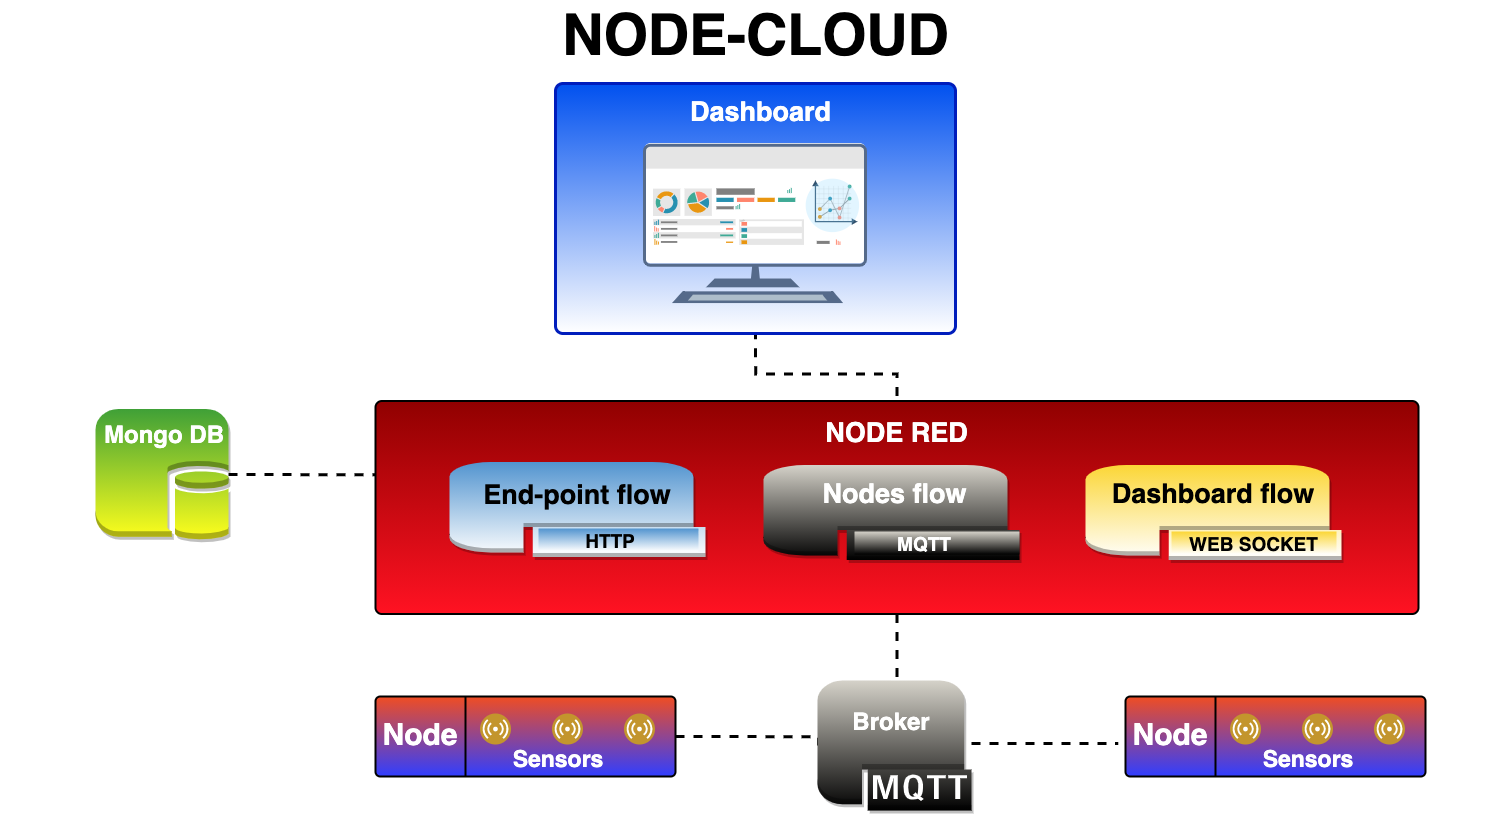 NODE-CLOUD
Dashboard
Mongo DB
NODE RED
End-point flow
HTTP
Nodes flow
MQTT
Dashboard flow
WEB SOCKET
Node
Sensors
Broker
MQTT
Node
Sensors